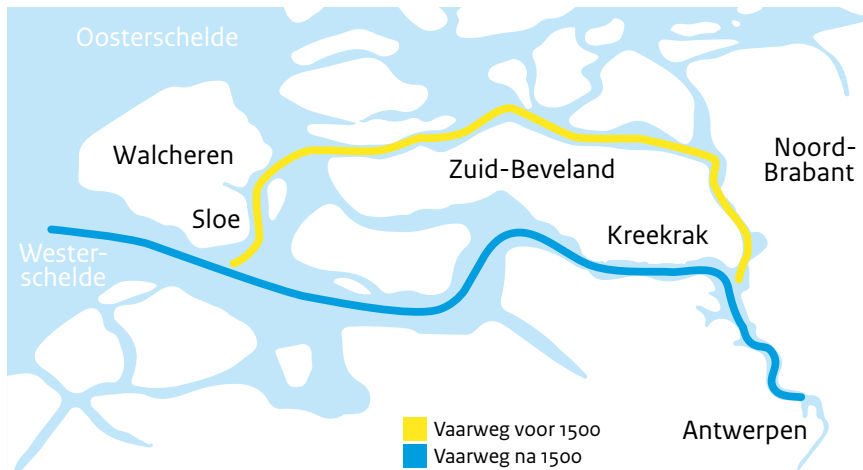 Oosterschelde
Walcheren
Noord-
Brabant
Zuid-Beveland
Sloe
Kreekrak
Wester-
schelde
Vaarweg voor 1500
Vaarweg na 1500
Antwerpen